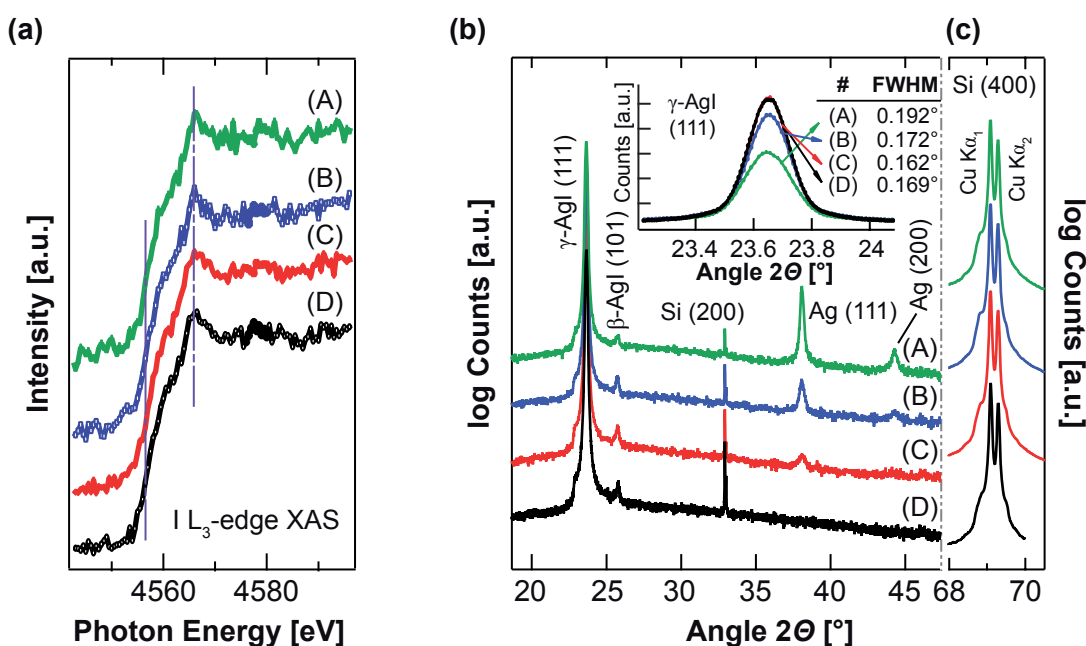 (a)
(A)
(B)
(C)
(D)
I L₃-edge XAS
Intensity [a.u.]
4560 4580
Photon Energy [eV]
(b)
γ-AgI
(111)
Counts [a.u.]
# FWHM
(A) 0.192°
(B) 0.172°
(C) 0.162°
(D) 0.169°
23.4 23.6 23.8 24
Angle 2Θ [°]
γ-AgI (111)
β-AgI (101)
Si (200)
Ag (111)
Ag (200)
(A)
(B)
(C)
(D)
log Counts [a.u.]
20 25 30 35 40 45
Angle 2Θ [°]
(c)
Si (400)
Cu Kα₁
Cu Kα₂
68 70
log Counts [a.u.]